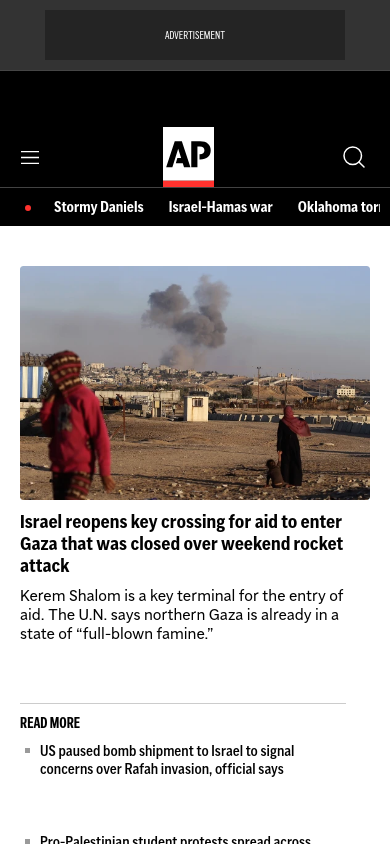 ADVERTISEMENT
AP
Stormy Daniels
Israel-Hamas war
Oklahoma torn
Israel reopens key crossing for aid to enter
Gaza that was closed over weekend rocket
attack
Kerem Shalom is a key terminal for the entry of
aid. The U.N. says northern Gaza is already in a
state of “full-blown famine.”
READ MORE
US paused bomb shipment to Israel to signal
concerns over Rafah invasion, official says
Pro-Palestinian student protests spread across